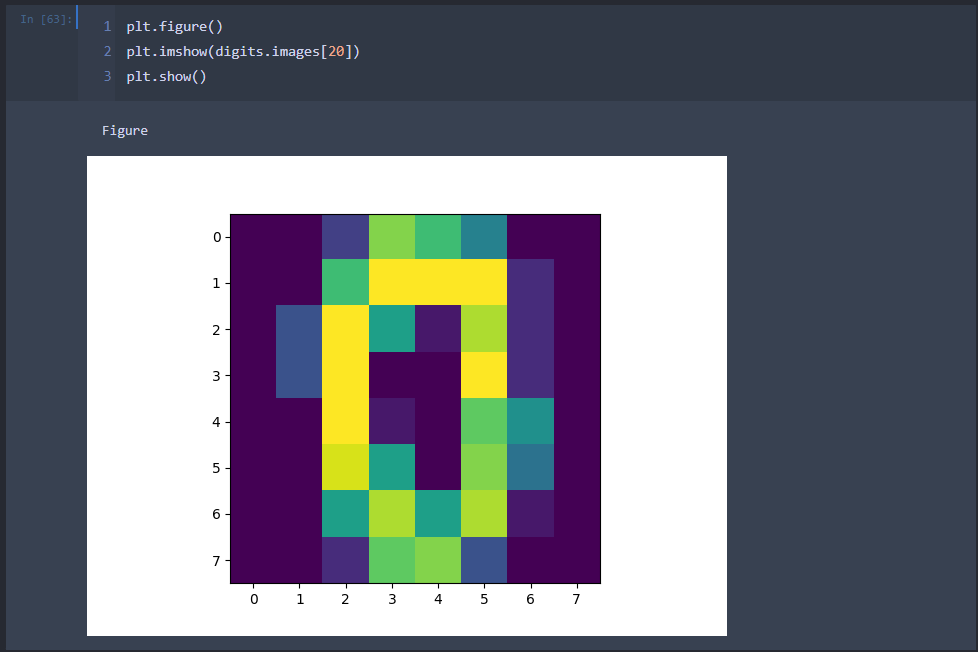 In [63]:
1 plt.figure()
2 plt.imshow(digits.images[20])
3 plt.show()
Figure
0
1
2
3
4
5
6
7
0 1 2 3 4 5 6 7